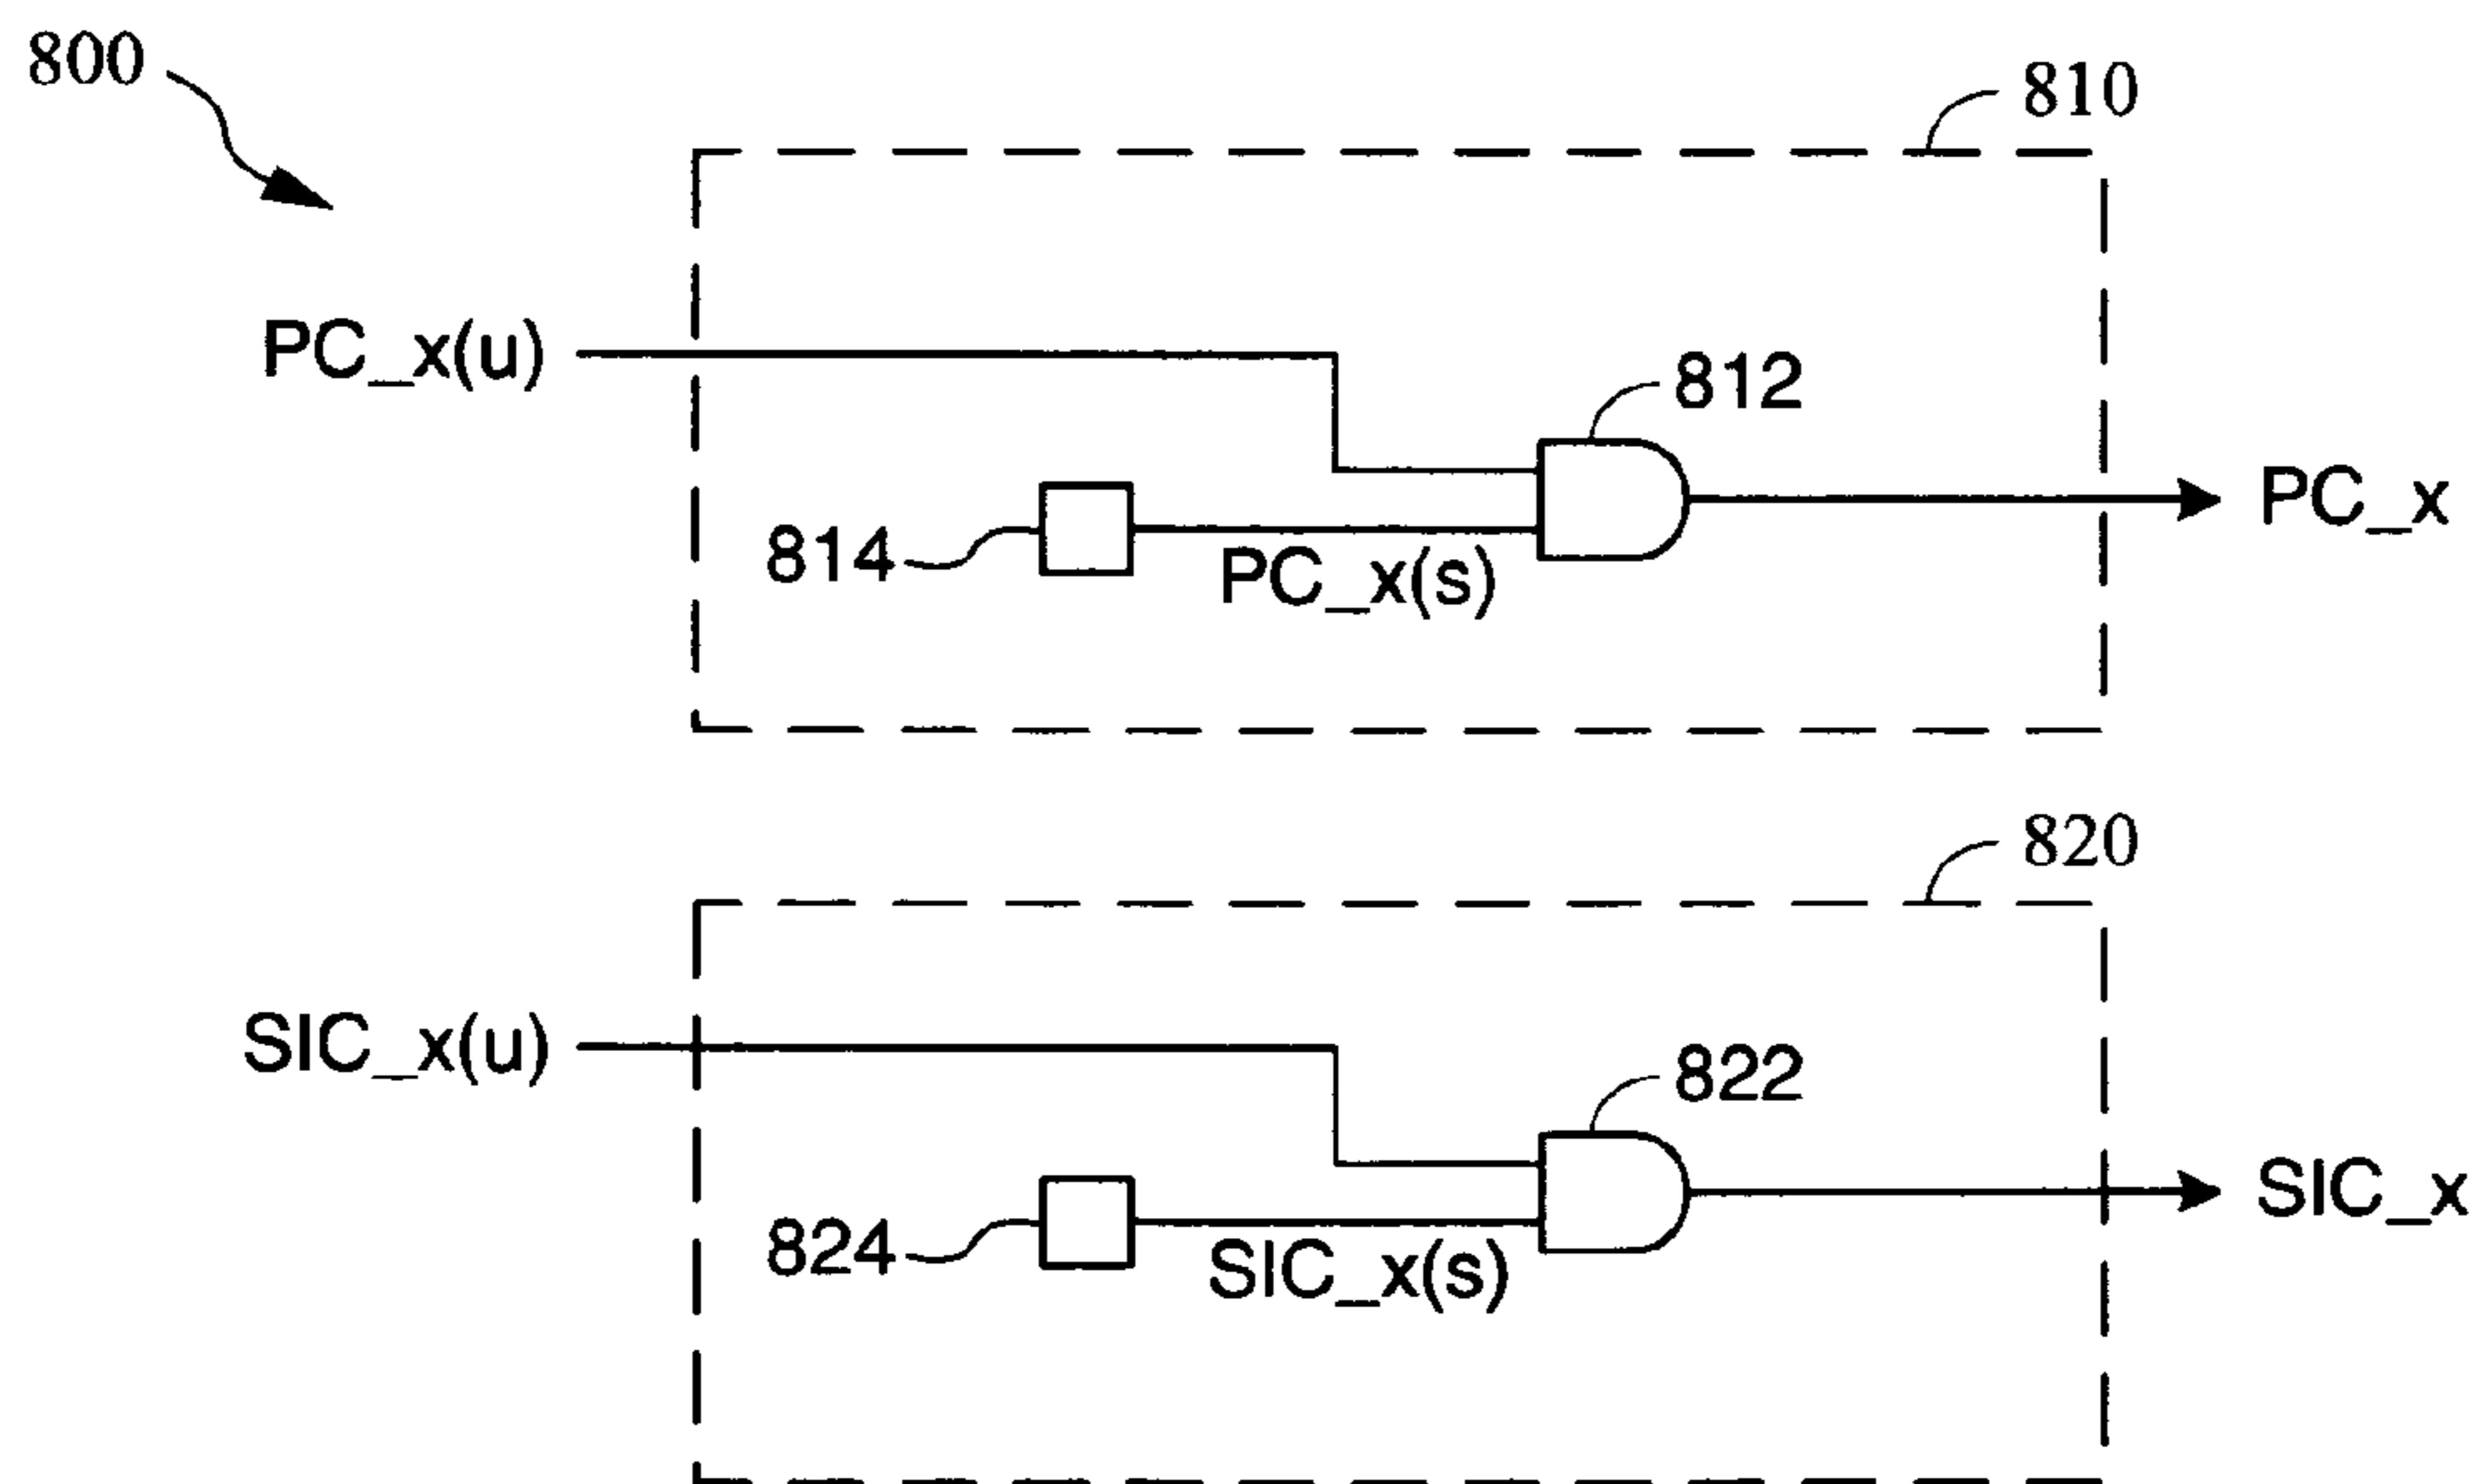 800
810
PC_x(u)
812
PC_x
814
PC_x(s)
820
SIC_x(u)
822
SIC_x
824
SIC_x(s)